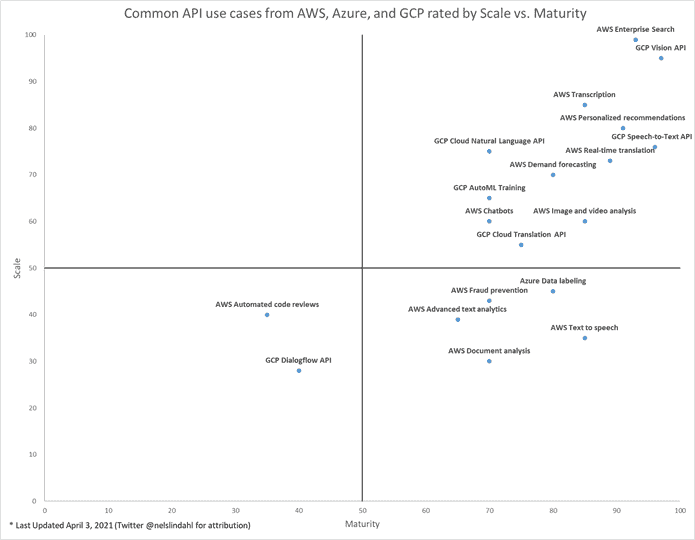 Common API use cases from AWS, Azure, and GCP rated by Scale vs. Maturity
AWS Enterprise Search
100
GCP Vision API
AWS Transcription
90
AWS Personalized recommendations
80
GCP Speech-to-Text API
GCP Cloud Natural Language API
AWS Real-time translation
AWS Demand forecasting
70
GCP AutoML Training
AWS Chatbots
AWS Image and video analysis
60
GCP Cloud Translation API
Scale
50
Azure Data labeling
AWS Fraud prevention
AWS Automated code reviews
AWS Advanced text analytics
40
AWS Text to speech
AWS Document analysis
GCP Dialogflow API
30
20
10
0
0 10 20 30 40 50 60 70 80 90 100
Maturity
* Last Updated April 3, 2021 (Twitter @nelslindahl for attribution)